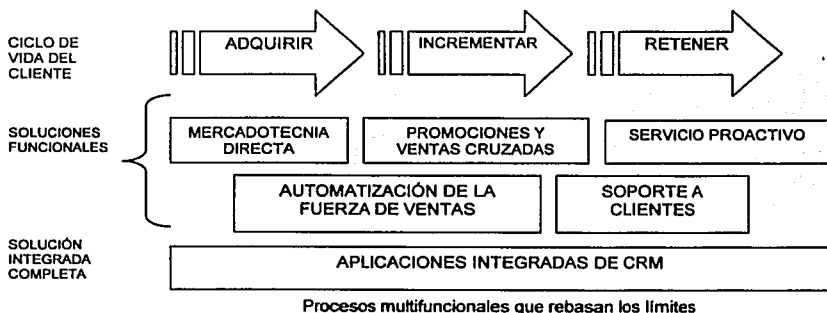 CICLO DE
VIDA DEL
CLIENTE
ADQUIRIR
INCREMENTAR
RETENER
SOLUCIONES
FUNCIONALES
MERCADOTECNIA
DIRECTA
PROMOCIONES Y
VENTAS CRUZADAS
SERVICIO PROACTIVO
AUTOMATIZACIÓN DE LA
FUERZA DE VENTAS
SOPORTE A
CLIENTES
SOLUCIÓN
INTEGRADA
COMPLETA
APLICACIONES INTEGRADAS DE CRM
Procesos multifuncionales que rebasan los límites